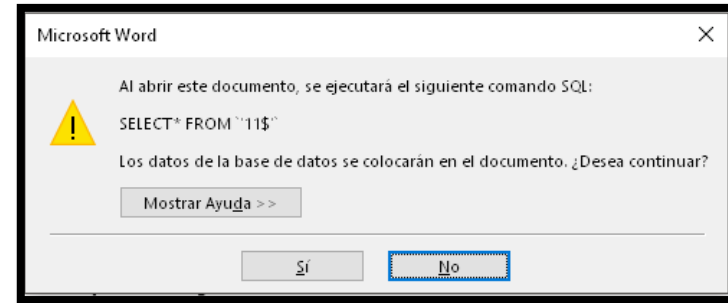 Microsoft Word
Al abrir este documento, se ejecutará el siguiente comando SQL:
SELECT* FROM `'11$'`
Los datos de la base de datos se colocarán en el documento. ¿Desea continuar?
Mostrar Ayuda >>
Sí
No